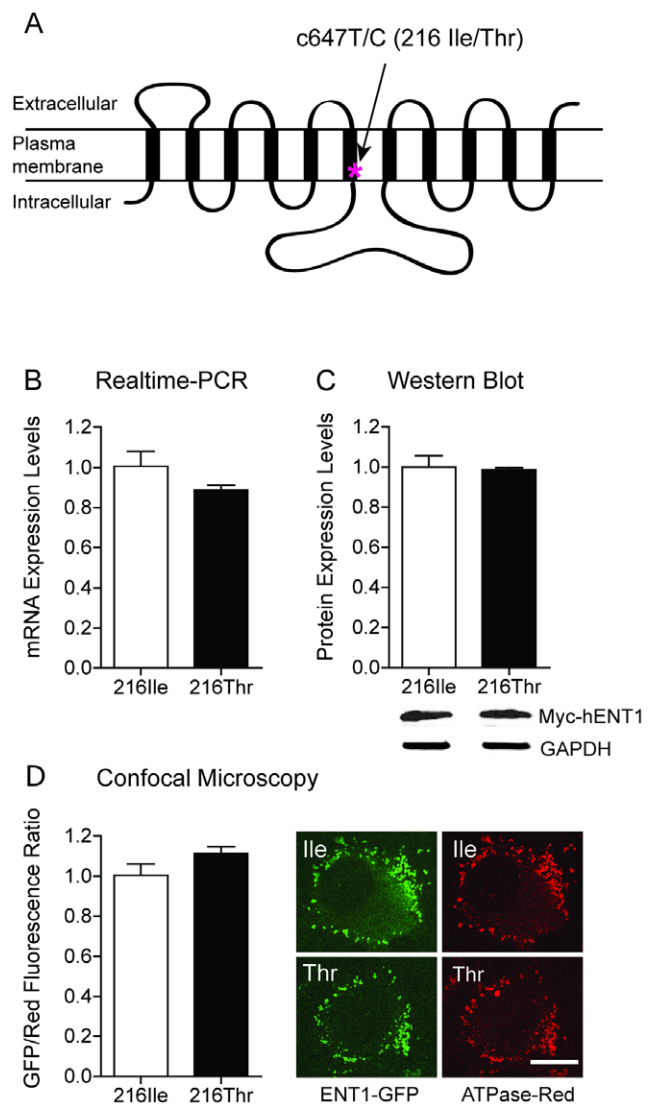 A
c647T/C (216 Ile/Thr)
Extracellular
Plasma
membrane
*
Intracellular
B Realtime-PCR
mRNA Expression Levels
1.2
1.0
0.8
0.6
0.4
0.2
0.0
216Ile 216Thr
C Western Blot
Protein Expression Levels
1.2
1.0
0.8
0.6
0.4
0.2
0.0
216Ile 216Thr
Myc-hENT1
GAPDH
D Confocal Microscopy
GFP/Red Fluorescence Ratio
1.2
1.2
1.0
0.8
0.6
0.4
0.2
0.0
216Ile 216Thr
Ile Ile
Thr Thr
ENT1-GFP ATPase-Red